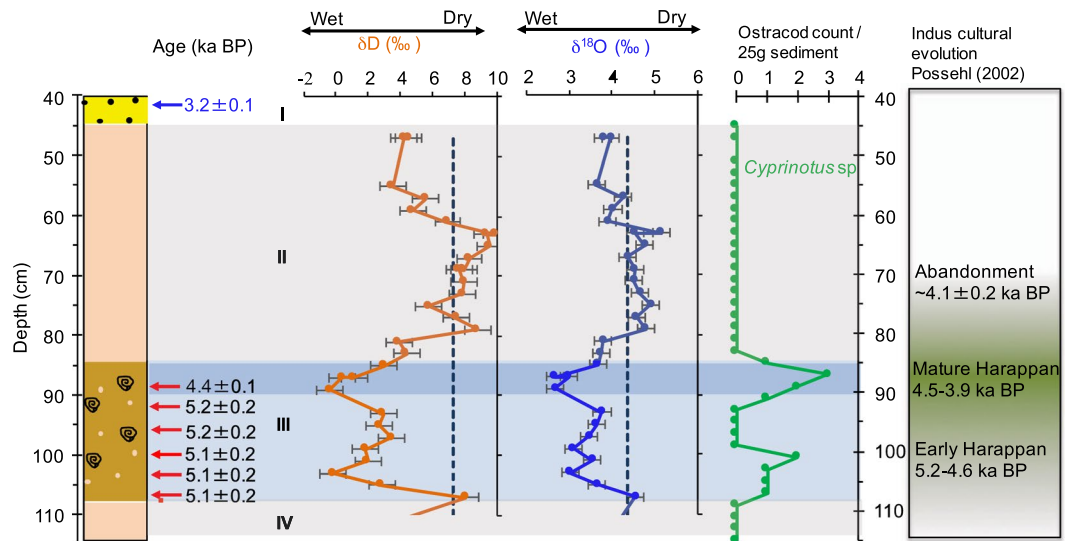 Wet Dry
Wet Dry
Age (ka BP)
δD (‰)
δ¹⁸O (‰)
Ostracod count /
25g sediment
Indus cultural
evolution
Possehl (2002)
-2 0 2 4 6 8 10
2 3 4 5 6
0 1 2 3 4
Depth (cm)
40
50
60
70
80
90
100
110
3.2±0.1
4.4±0.1
5.2±0.2
5.2±0.2
5.1±0.2
5.1±0.2
5.1±0.2
I
II
III
IV
Cyprinotus sp
40
50
60
70
80
90
100
110
Abandonment
~4.1±0.2 ka BP
Mature Harappan
4.5-3.9 ka BP
Early Harappan
5.2-4.6 ka BP